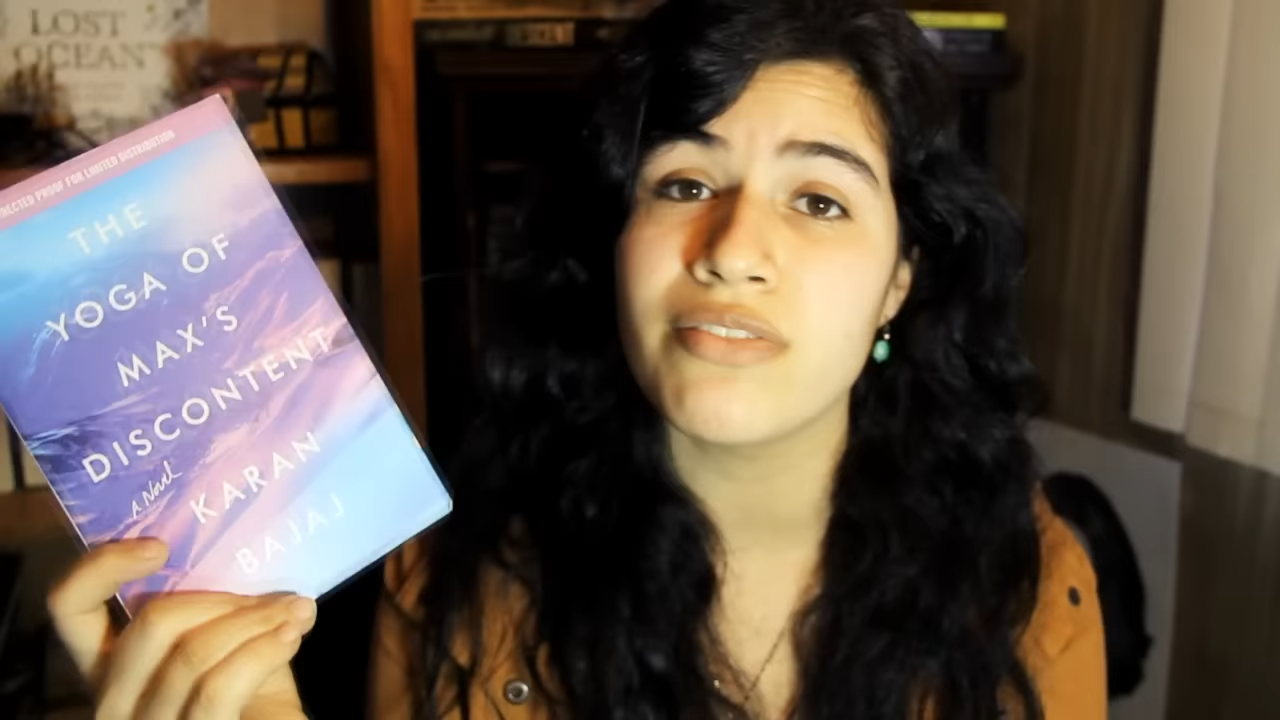 LOST
OCEAN
RECTED PROOF FOR LIMITED DISTRIBUTION
THE
YOGA OF
MAX'S
DISCONTENT
A Novel
KARAN
BAJAJ